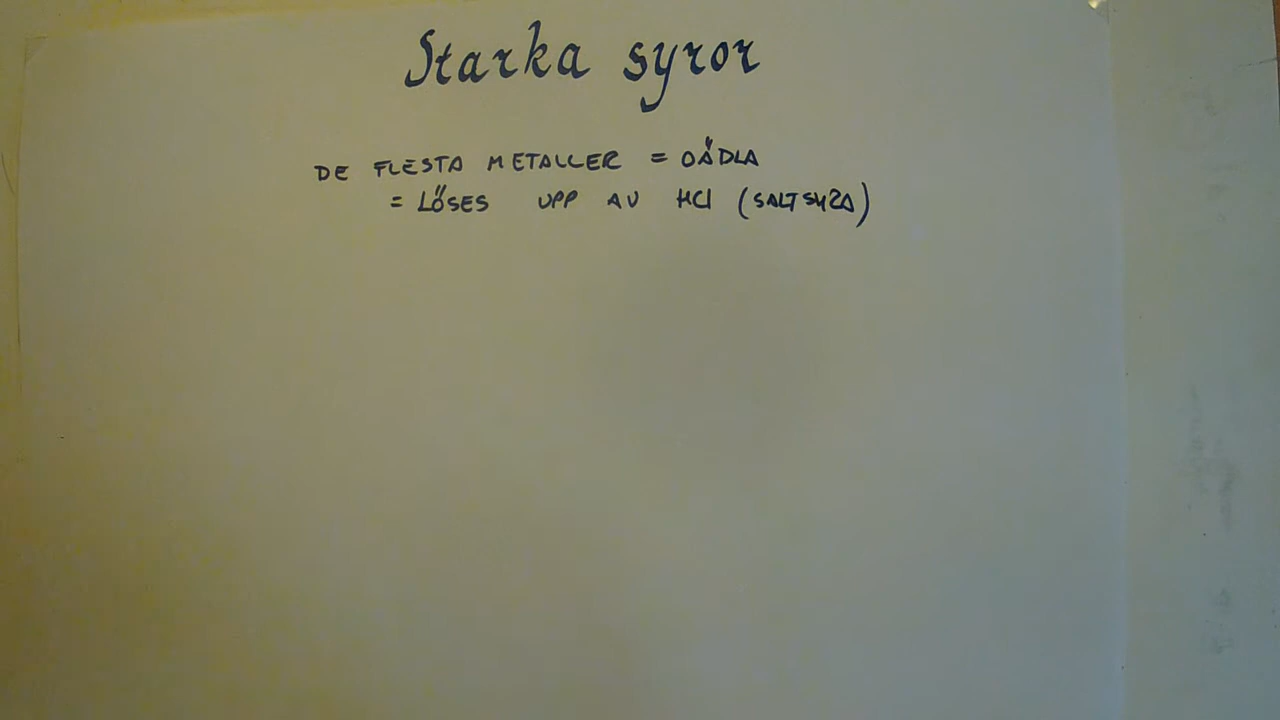 Starka syror
DE FLESTA METALLER = OÄDLA
= LÖSES UPP AV HCl (SALTSYRA)